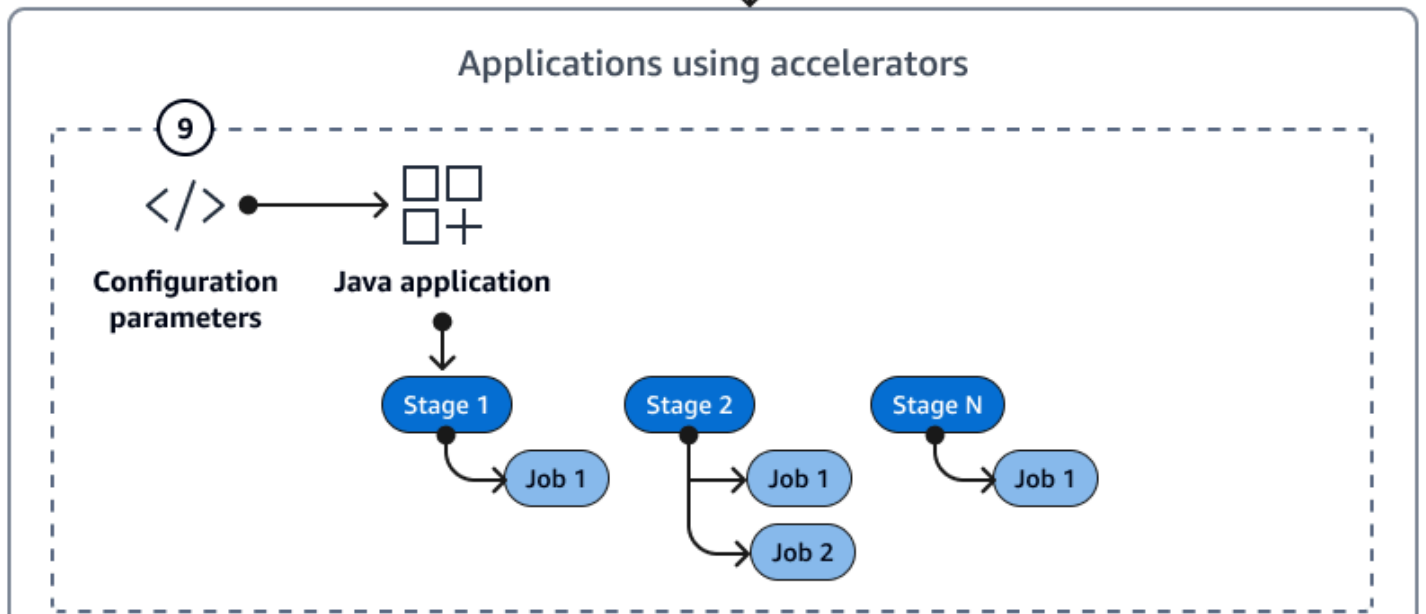 Applications using accelerators
9
</>
Configuration
parameters
Java application
Stage 1
Stage 2
Stage N
Job 1
Job 1
Job 1
Job 2